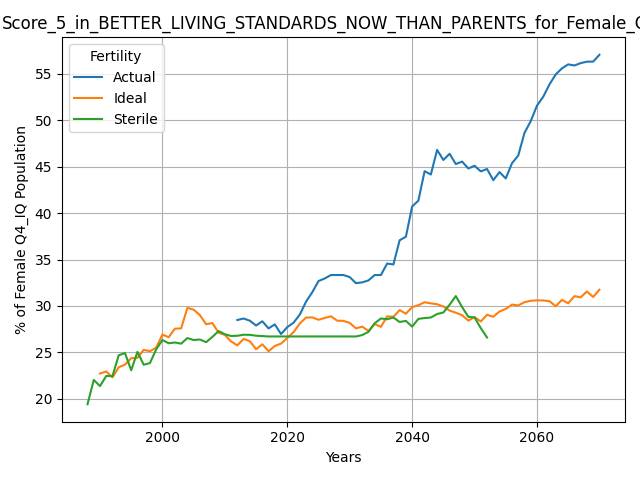 Score_5_in_BETTER_LIVING_STANDARDS_NOW_THAN_PARENTS_for_Female_
Fertility
Actual
Ideal
Sterile
% of Female Q4_IQ Population
55
50
45
40
35
30
25
20
2000
2020
2040
2060
Years